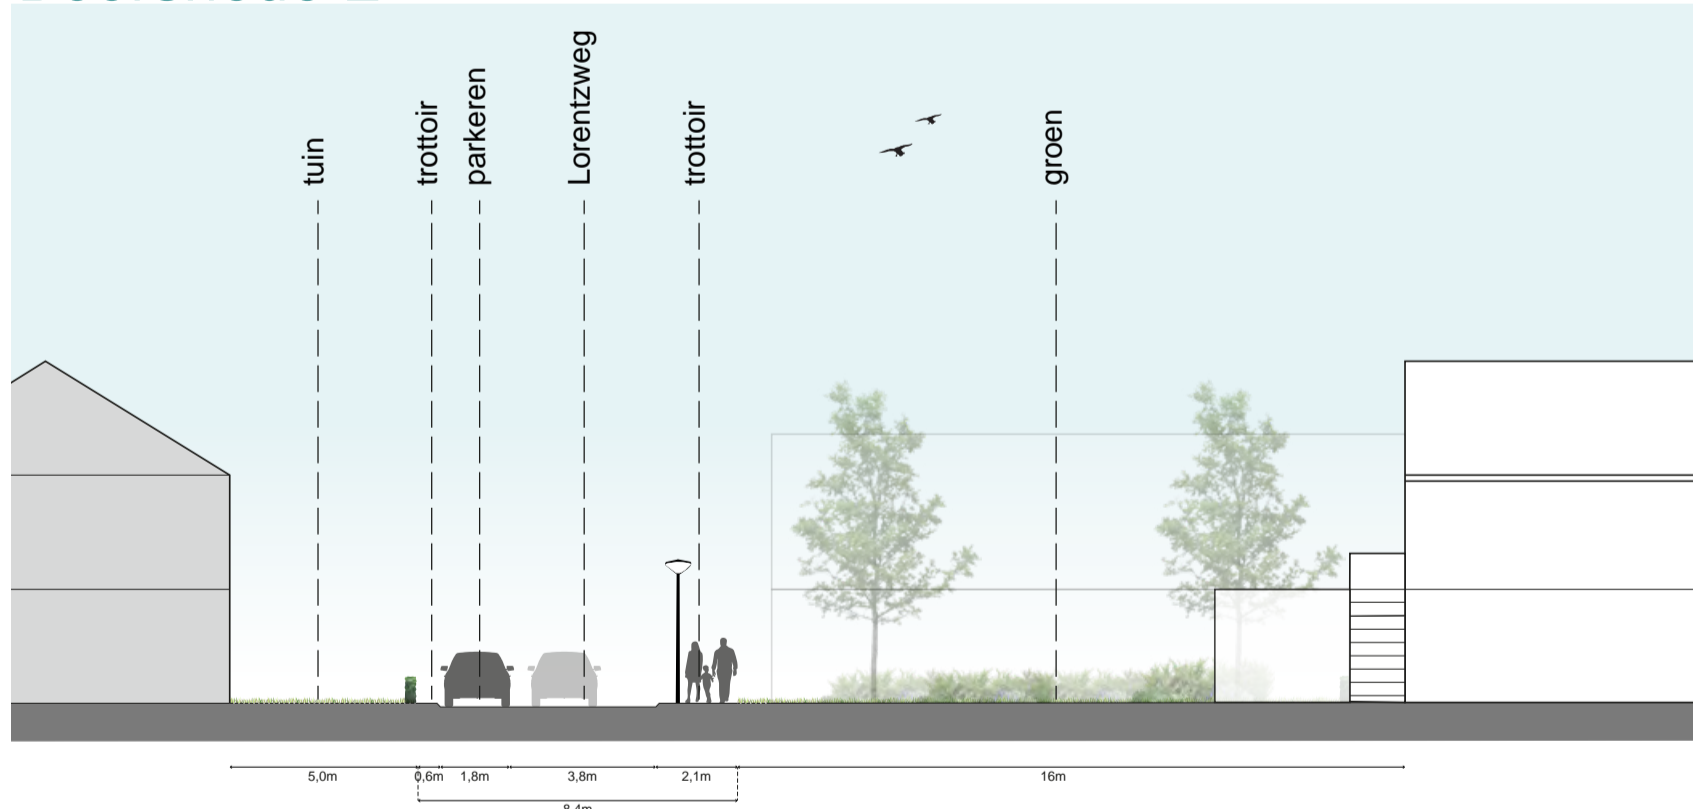 tuin
trottoir
parkeren
Lorentzweg
trottoir
groen
5,0m
0,6m
1,8m
3,8m
2,1m
16m
8,4m